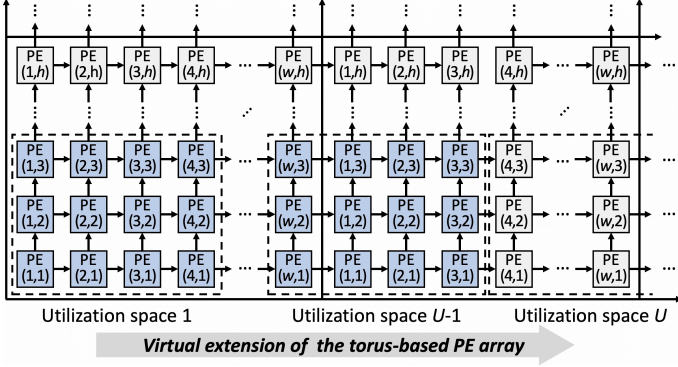 ⋮ ⋮ ⋮ ⋮ ⋮ ⋮ ⋮ ⋮ ⋮ ⋮
PE PE PE PE PE PE PE PE PE PE
(1,h) (2,h) (3,h) (4,h) ... (w,h) (1,h) (2,h) (3,h) (4,h) ... (w,h) ...
⋮ ⋮ ⋮ ⋮ ⋰ ⋮ ⋮ ⋮ ⋮ ⋮ ⋰ ⋮
PE PE PE PE PE PE PE PE PE PE
(1,3) (2,3) (3,3) (4,3) ... (w,3) (1,3) (2,3) (3,3) (4,3) ... (w,3) ...
PE PE PE PE PE PE PE PE PE PE
(1,2) (2,2) (3,2) (4,2) ... (w,2) (1,2) (2,2) (3,2) (4,2) ... (w,2) ...
PE PE PE PE PE PE PE PE PE PE
(1,1) (2,1) (3,1) (4,1) ... (w,1) (1,1) (2,1) (3,1) (4,1) ... (w,1) ...
Utilization space 1 Utilization space U-1 Utilization space U
Virtual extension of the torus-based PE array